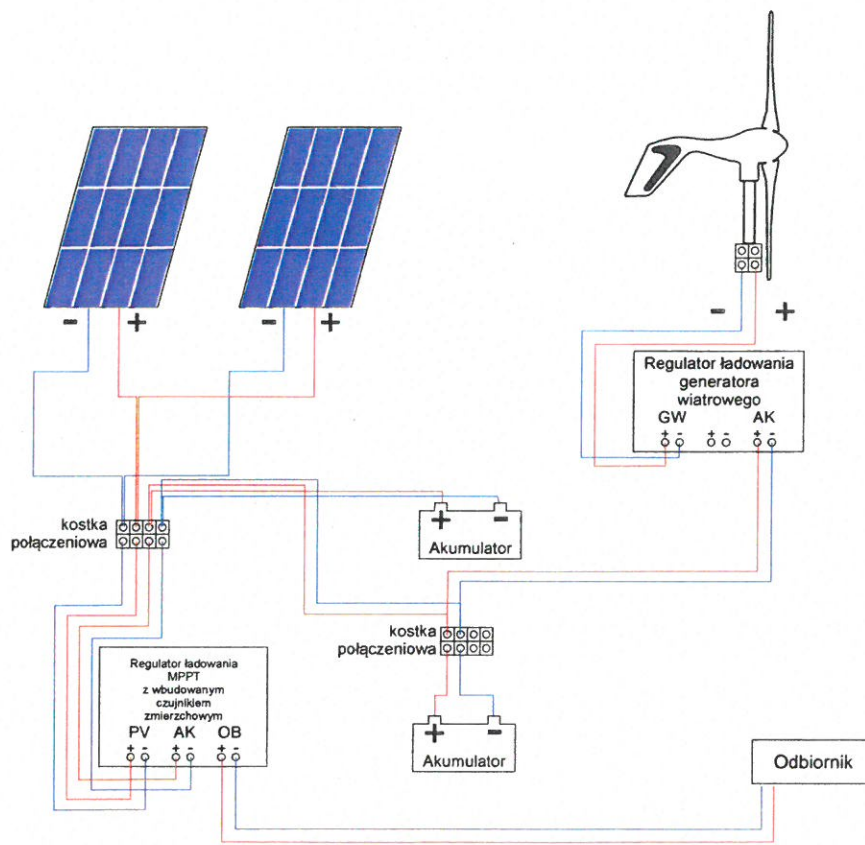 - +
- +
- +
Regulator ładowania
generatora
wiatrowego
GW AK
+ - + - + -
kostka
połączeniowa
+ -
Akumulator
kostka
połączeniowa
Regulator ładowania
MPPT
z wbudowanym
czujnikiem
zmierzchowym
PV AK OB
+ - + - + -
+ -
Akumulator
Odbiornik